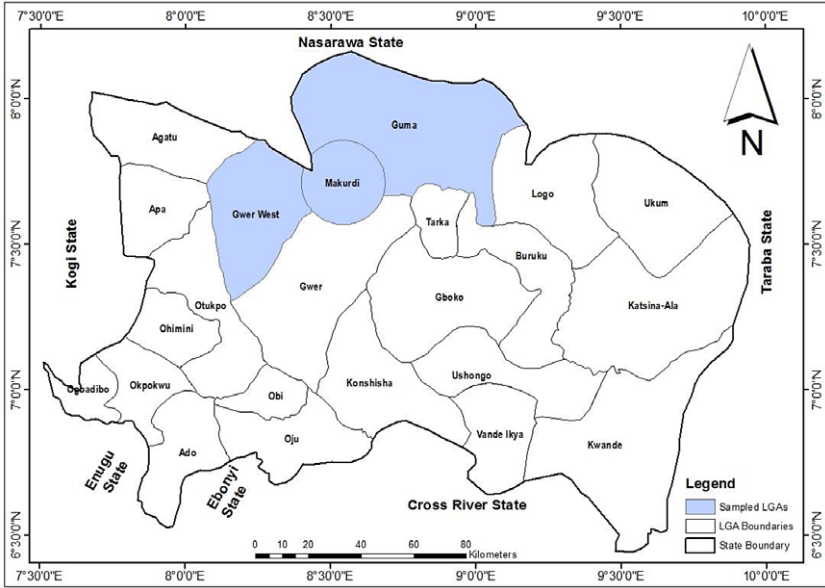 7°30'0"E 8°0'0"E 8°30'0"E 9°0'0"E 9°30'0"E 10°0'0"E
Nasarawa State
8°0'0"N
8°0'0"N
Guma
Agatu
N
Makurdi
Logo
Ukum
Apa
Gwer West
Tarka
Kogi State
7°30'0"N
7°30'0"N
Taraba State
Buruku
Gwer
Gboko
Otukpo
Katsina-Ala
Ohimini
Ogbadibo
Okpokwu
Konshisha
Ushongo
7°0'0"N
7°0'0"N
Obi
Vande Ikya
Oju
Ado
Kwande
Enugu
State
Ebonyi
State
Cross River State
Legend
Sampled LGAs
LGA Boundaries
State Boundary
6°30'0"N
6°30'0"N
0 10 20 40 60 80
Kilometers
7°30'0"E 8°0'0"E 8°30'0"E 9°0'0"E 9°30'0"E 10°0'0"E